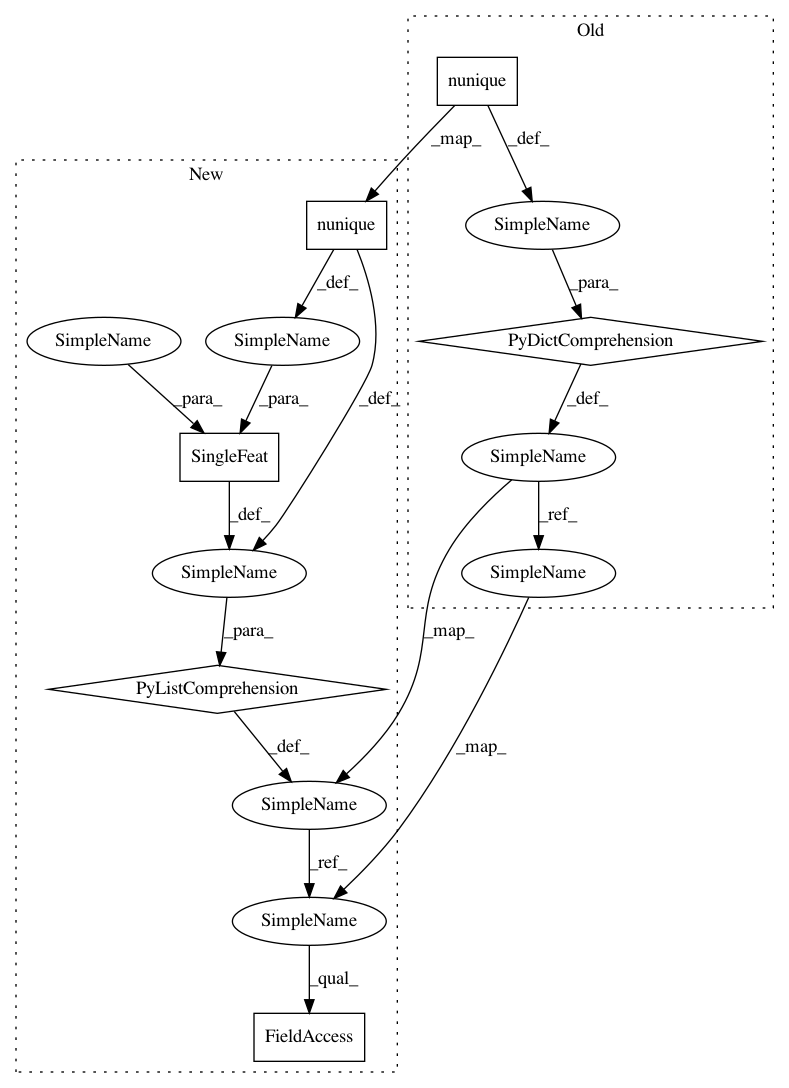 Old
nunique
_map_
_def_
New
nunique
SimpleName
_def_
_para_
SimpleName
SimpleName
PyDictComprehension
_para_
_para_
_def_
_def_
SingleFeat
SimpleName
_def_
_ref_
SimpleName
SimpleName
_para_
_map_
PyListComprehension
_def_
_map_
SimpleName
_ref_
SimpleName
_qual_
FieldAccess